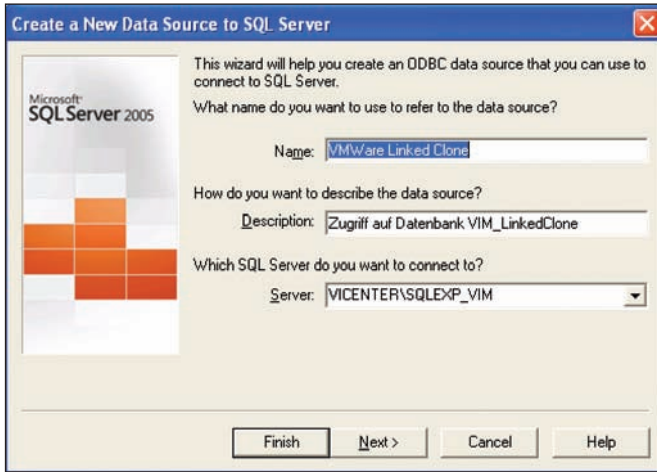 Create a New Data Source to SQL Server
Microsoft
SQL Server 2005
This wizard will help you create an ODBC data source that you can use to
connect to SQL Server.
What name do you want to use to refer to the data source?
Name: VMWare Linked Clone
How do you want to describe the data source?
Description: Zugriff auf Datenbank VIM_LinkedClone
Which SQL Server do you want to connect to?
Server: VICENTER\SQLEXP_VIM
Finish Next > Cancel Help